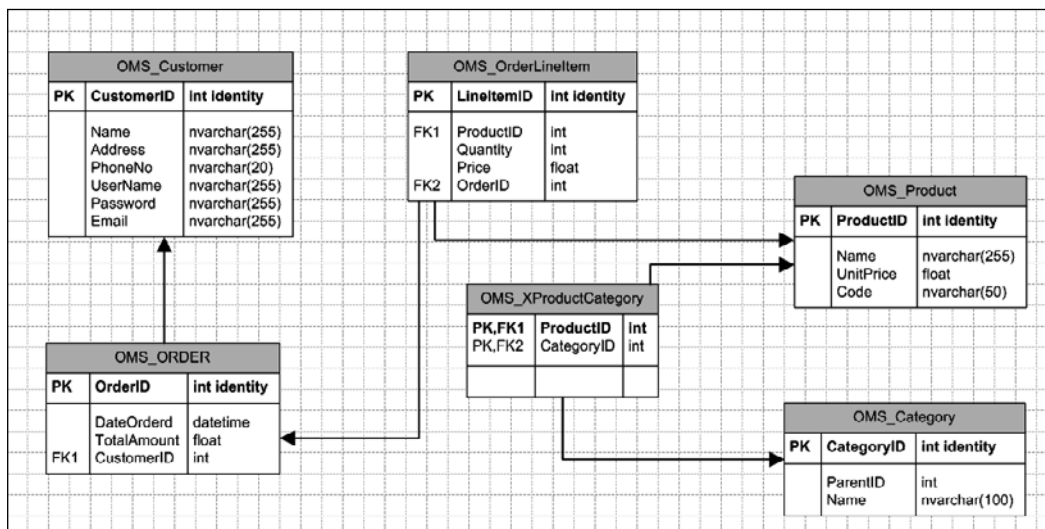 OMS_Customer
PK CustomerID int identity
Name nvarchar(255)
Address nvarchar(255)
PhoneNo nvarchar(20)
UserName nvarchar(255)
Password nvarchar(255)
Email nvarchar(255)
OMS_OrderLineItem
PK LineItemID int identity
FK1 ProductID int
Quantity int
Price float
FK2 OrderID int
OMS_Product
PK ProductID int identity
Name nvarchar(255)
UnitPrice float
Code nvarchar(50)
OMS_XProductCategory
PK,FK1 ProductID int
PK,FK2 CategoryID int
OMS_ORDER
PK OrderID int identity
DateOrderd datetime
TotalAmount float
FK1 CustomerID int
OMS_Category
PK CategoryID int identity
ParentID int
Name nvarchar(100)